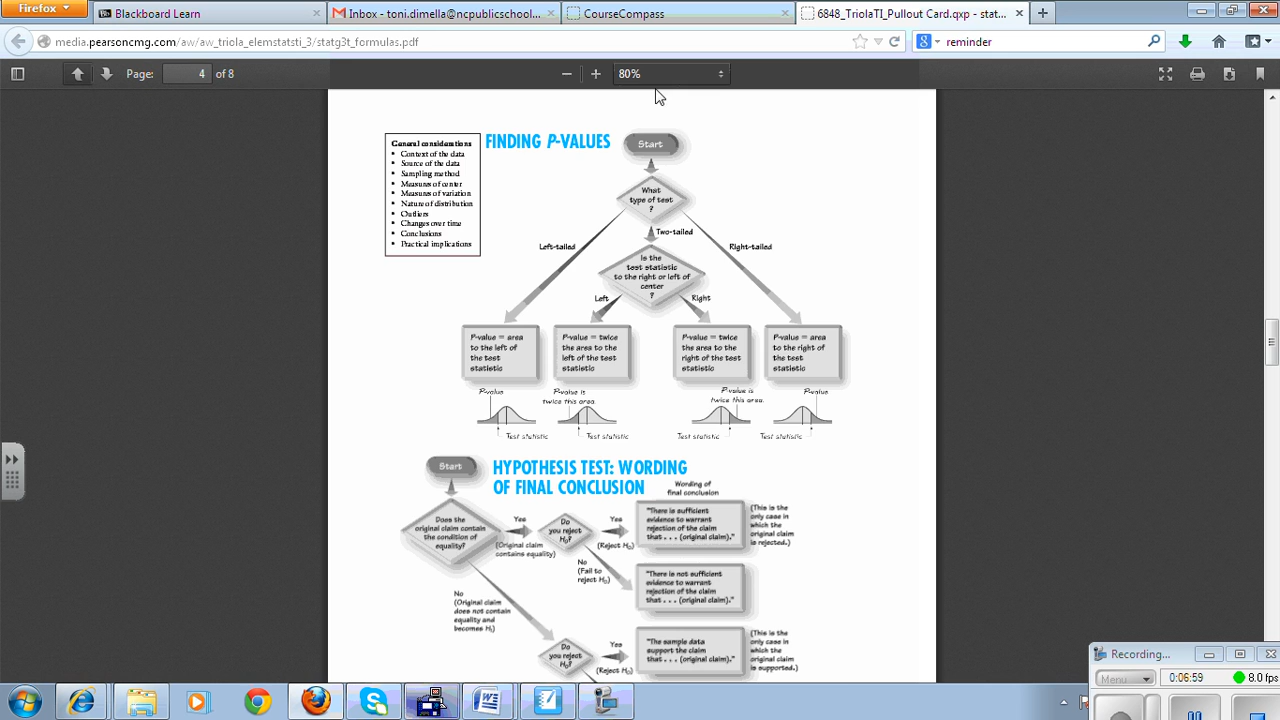 Firefox
Blackboard Learn
Inbox - toni.dimella@ncpublicschool...
CourseCompass
6848_TriolaTI_Pullout Card.qxp - stat...
media.pearsoncmg.com/aw/aw_triola_elemstatsti_3/statg3t_formulas.pdf
reminder
Page: 4 of 8
80%
General considerations
• Context of the data
• Source of the data
• Sampling method
• Measures of center
• Measures of variation
• Nature of distribution
• Outliers
• Changes over time
• Conclusions
• Practical implications
FINDING P-VALUES
Start
What
type of test
?
Left-tailed
Two-tailed
Right-tailed
Is the
test statistic
to the right or left of
center
?
Left
Right
P-value = area
to the left of
the test
statistic
P-value = twice
the area to the
left of the test
statistic
P-value = twice
the area to the
right of the test
statistic
P-value = area
to the right of
the test
statistic
P-value
P-value is
twice this area.
P-value is
twice this area.
P-value
Test statistic
Test statistic
Test statistic
Test statistic
Start
HYPOTHESIS TEST: WORDING
OF FINAL CONCLUSION
Wording of
final conclusion
Does the
original claim contain
the condition of
equality?
Yes
(Original claim
contains equality)
Do
you reject
H₀?
Yes
(Reject H₀)
"There is sufficient
evidence to warrant
rejection of the claim
that . . . (original claim)."
(This is the
only case in
which the
original claim
is rejected.)
No
(Fail to
reject H₀)
"There is not sufficient
evidence to warrant
rejection of the claim
that . . . (original claim)."
No
(Original claim
does not contain
equality and
becomes H₁)
Do
you reject
H₀?
Yes
(Reject H₀)
"The sample data
support the claim
that . . . (original claim)."
(This is the
only case in
which the
original claim
is supported.)
Recording...
Menu
0:06:59
8.0 fps